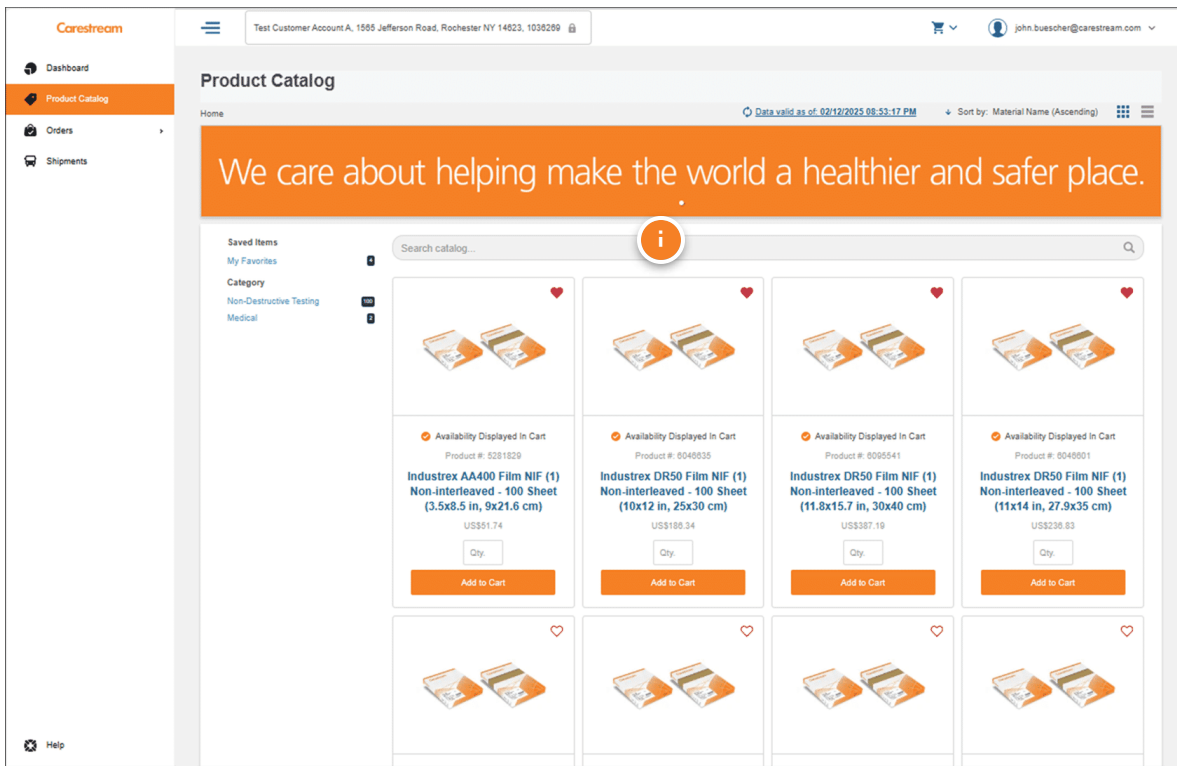 Carestream
Test Customer Account A, 1565 Jefferson Road, Rochester NY 14623, 1036269
john.buescher@carestream.com
Dashboard
Product Catalog
Orders
Shipments
Help
Product Catalog
Home
Data valid as of: 02/12/2025 08:53:17 PM
Sort by: Material Name (Ascending)
We care about helping make the world a healthier and safer place.
i
Saved Items
My Favorites 4
Category
Non-Destructive Testing 100
Medical 2
Search catalog...
Availability Displayed In Cart
Product #: 5281829
Industrex AA400 Film NIF (1)
Non-interleaved - 100 Sheet
(3.5x8.5 in, 9x21.6 cm)
US$51.74
Qty.
Add to Cart
Availability Displayed In Cart
Product #: 6046635
Industrex DR50 Film NIF (1)
Non-interleaved - 100 Sheet
(10x12 in, 25x30 cm)
US$186.34
Qty.
Add to Cart
Availability Displayed In Cart
Product #: 6095541
Industrex DR50 Film NIF (1)
Non-interleaved - 100 Sheet
(11.8x15.7 in, 30x40 cm)
US$387.19
Qty.
Add to Cart
Availability Displayed In Cart
Product #: 6046601
Industrex DR50 Film NIF (1)
Non-interleaved - 100 Sheet
(11x14 in, 27.9x35 cm)
US$236.83
Qty.
Add to Cart